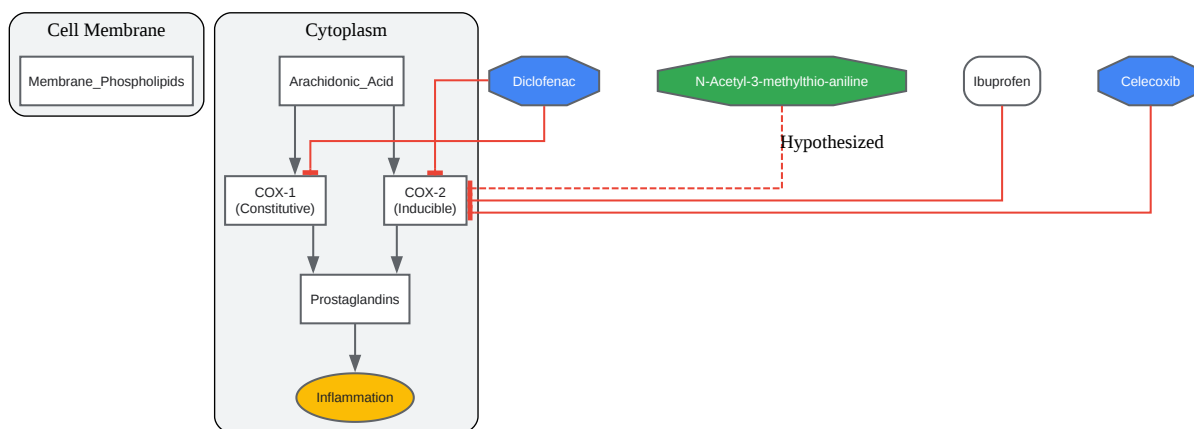 Cell Membrane
Cytoplasm
Membrane_Phospholipids
Arachidonic_Acid
Diclofenac
N-Acetyl-3-methylthio-aniline
Ibuprofen
Celecoxib
Hypothesized
COX-1
(Constitutive)
COX-2
(Inducible)
Prostaglandins
Inflammation